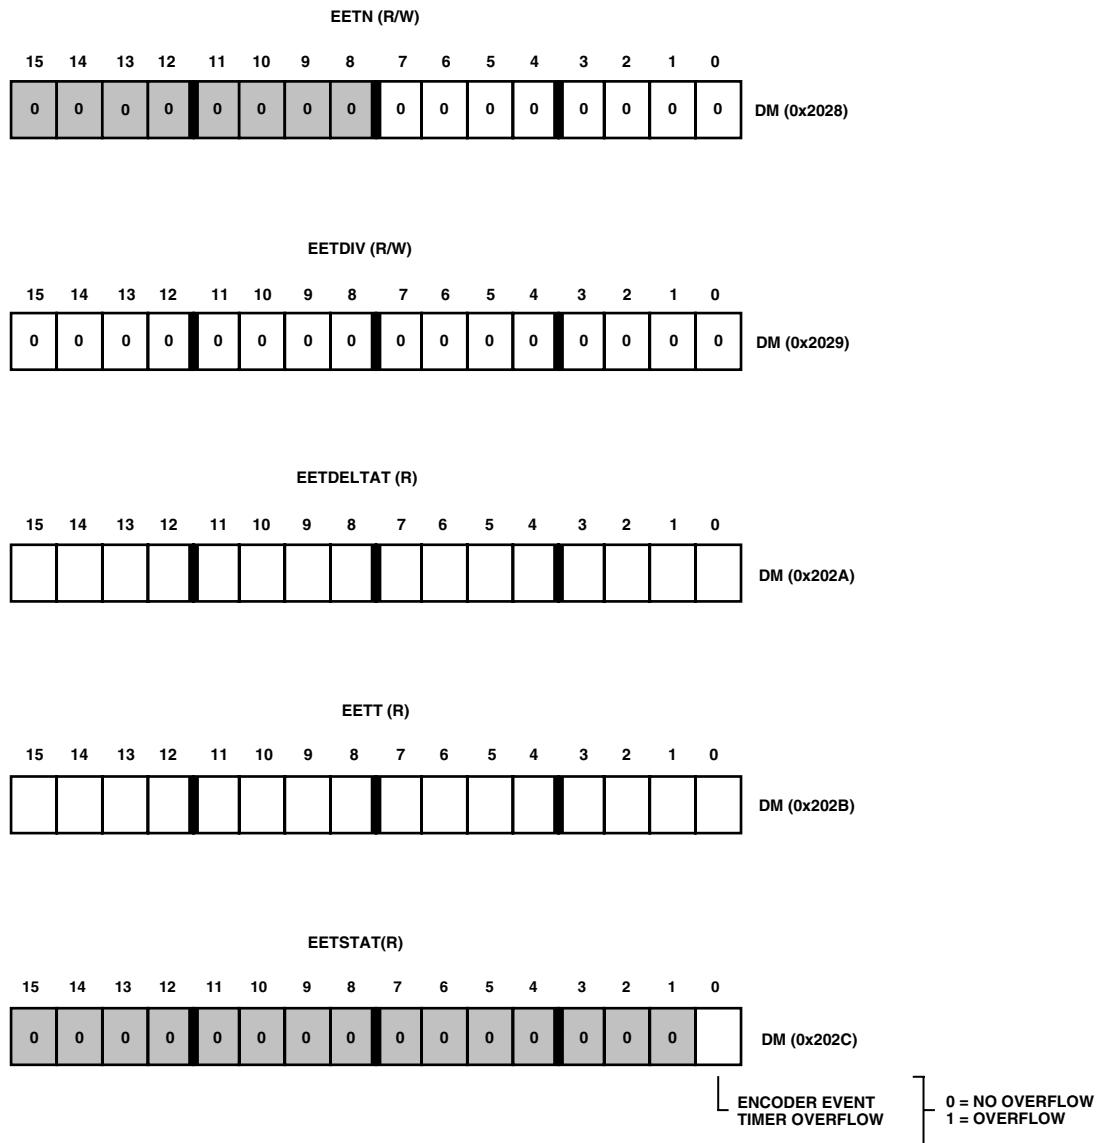 EETN (R/W)
15 14 13 12 11 10 9 8 7 6 5 4 3 2 1 0
0 0 0 0 0 0 0 0 0 0 0 0 0 0 0 0 DM (0x2028)
EETDIV (R/W)
15 14 13 12 11 10 9 8 7 6 5 4 3 2 1 0
0 0 0 0 0 0 0 0 0 0 0 0 0 0 0 0 DM (0x2029)
EETDELTAT (R)
15 14 13 12 11 10 9 8 7 6 5 4 3 2 1 0
DM (0x202A)
EETT (R)
15 14 13 12 11 10 9 8 7 6 5 4 3 2 1 0
DM (0x202B)
EETSTAT(R)
15 14 13 12 11 10 9 8 7 6 5 4 3 2 1 0
0 0 0 0 0 0 0 0 0 0 0 0 0 0 0 DM (0x202C)
ENCODER EVENT 0 = NO OVERFLOW
TIMER OVERFLOW 1 = OVERFLOW